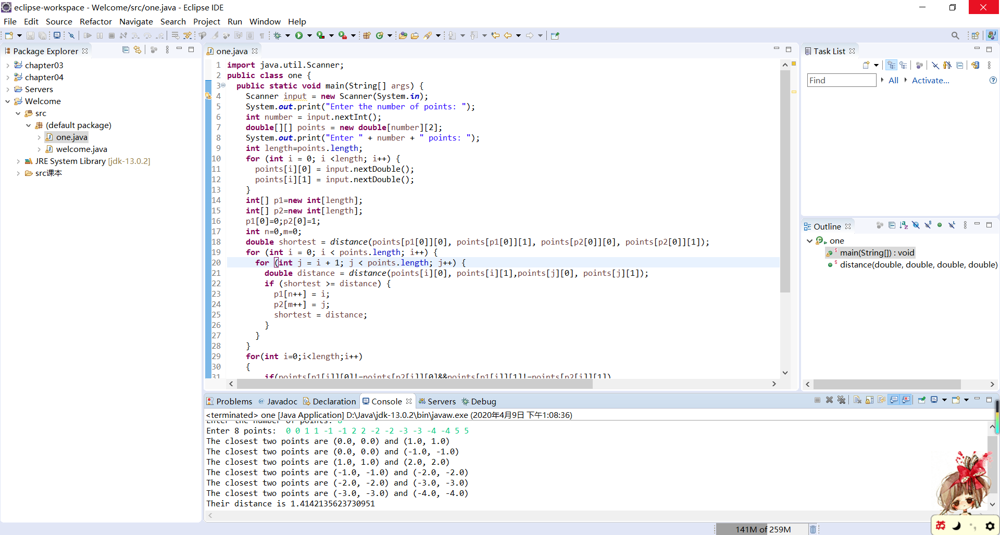 eclipse-workspace - Welcome/src/one.java - Eclipse IDE
File Edit Source Refactor Navigate Search Project Run Window Help
Package Explorer
chapter03
chapter04
Servers
Welcome
src
(default package)
one.java
welcome.java
JRE System Library [jdk-13.0.2]
src课本
one.java
1 import java.util.Scanner;
2 public class one {
3 public static void main(String[] args) {
4 Scanner input = new Scanner(System.in);
5 System.out.print("Enter the number of points: ");
6 int number = input.nextInt();
7 double[][] points = new double[number][2];
8 System.out.print("Enter " + number + " points: ");
9 int length=points.length;
10 for (int i = 0; i <length; i++) {
11 points[i][0] = input.nextDouble();
12 points[i][1] = input.nextDouble();
13 }
14 int[] p1=new int[length];
15 int[] p2=new int[length];
16 p1[0]=0;p2[0]=1;
17 int n=0,m=0;
18 double shortest = distance(points[p1[0]][0], points[p1[0]][1], points[p2[0]][0], points[p2[0]][1]);
19 for (int i = 0; i < points.length; i++) {
20 for (int j = i + 1; j < points.length; j++) {
21 double distance = distance(points[i][0], points[i][1],points[j][0], points[j][1]);
22 if (shortest >= distance) {
23 p1[n++] = i;
24 p2[m++] = j;
25 shortest = distance;
26 }
27 }
28 }
29 for(int i=0;i<length;i++)
30 {
31 if(points[p1[i]][0]!=points[p2[i]][0]&&points[p1[i]][1]!=points[p2[i]][1])
Task List
Find All Activate...
Outline
one
main(String[]) : void
distance(double, double, double, double)
Problems Javadoc Declaration Console Servers Debug
<terminated> one [Java Application] D:\Java\jdk-13.0.2\bin\javaw.exe (2020年4月9日 下午1:08:36)
Enter the number of points: 8
Enter 8 points: 0 0 1 1 -1 -1 2 2 -2 -2 -3 -3 -4 -4 5 5
The closest two points are (0.0, 0.0) and (1.0, 1.0)
The closest two points are (0.0, 0.0) and (-1.0, -1.0)
The closest two points are (1.0, 1.0) and (2.0, 2.0)
The closest two points are (-1.0, -1.0) and (-2.0, -2.0)
The closest two points are (-2.0, -2.0) and (-3.0, -3.0)
The closest two points are (-3.0, -3.0) and (-4.0, -4.0)
Their distance is 1.4142135623730951
141M of 259M
英